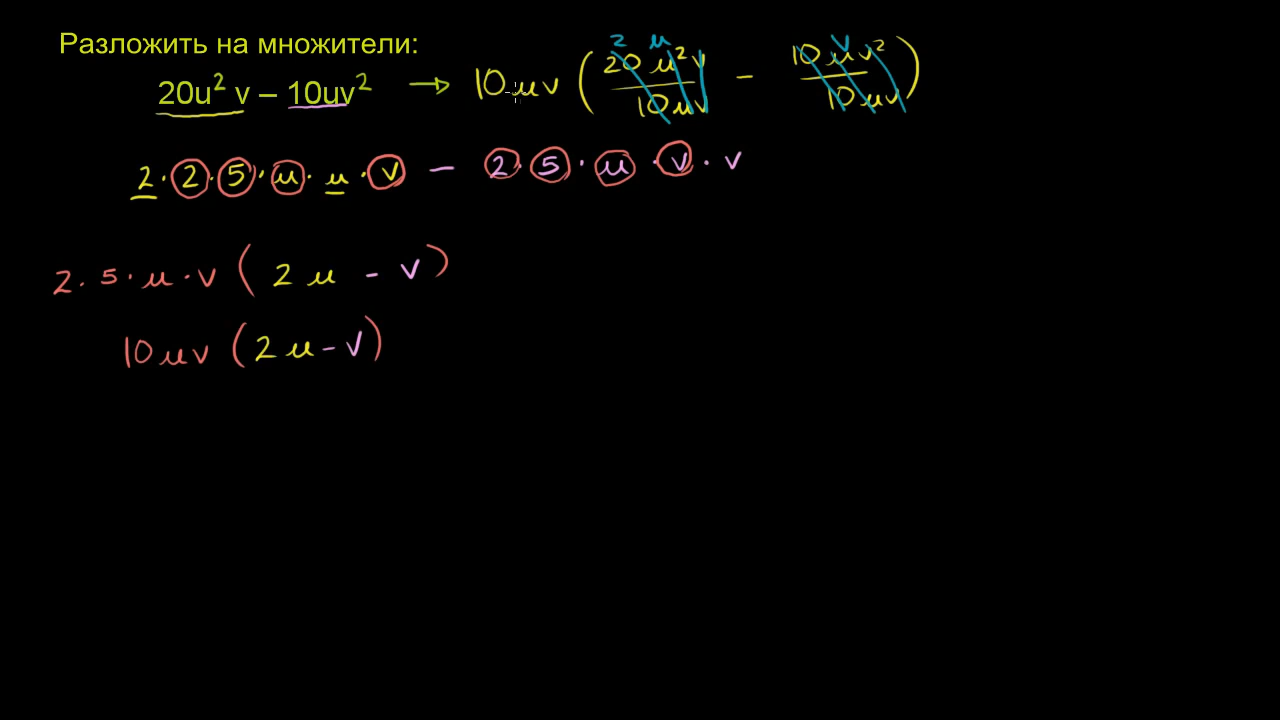 Разложить на множители:
20u² v – 10uv² → 10uv ( 20u²v / 10uv – 10uv² / 10uv )
2 u v
2 · 2 · 5 · u · u · v – 2 · 5 · u · v · v
2 · 5 · u · v ( 2u – v )
10uv ( 2u – v )